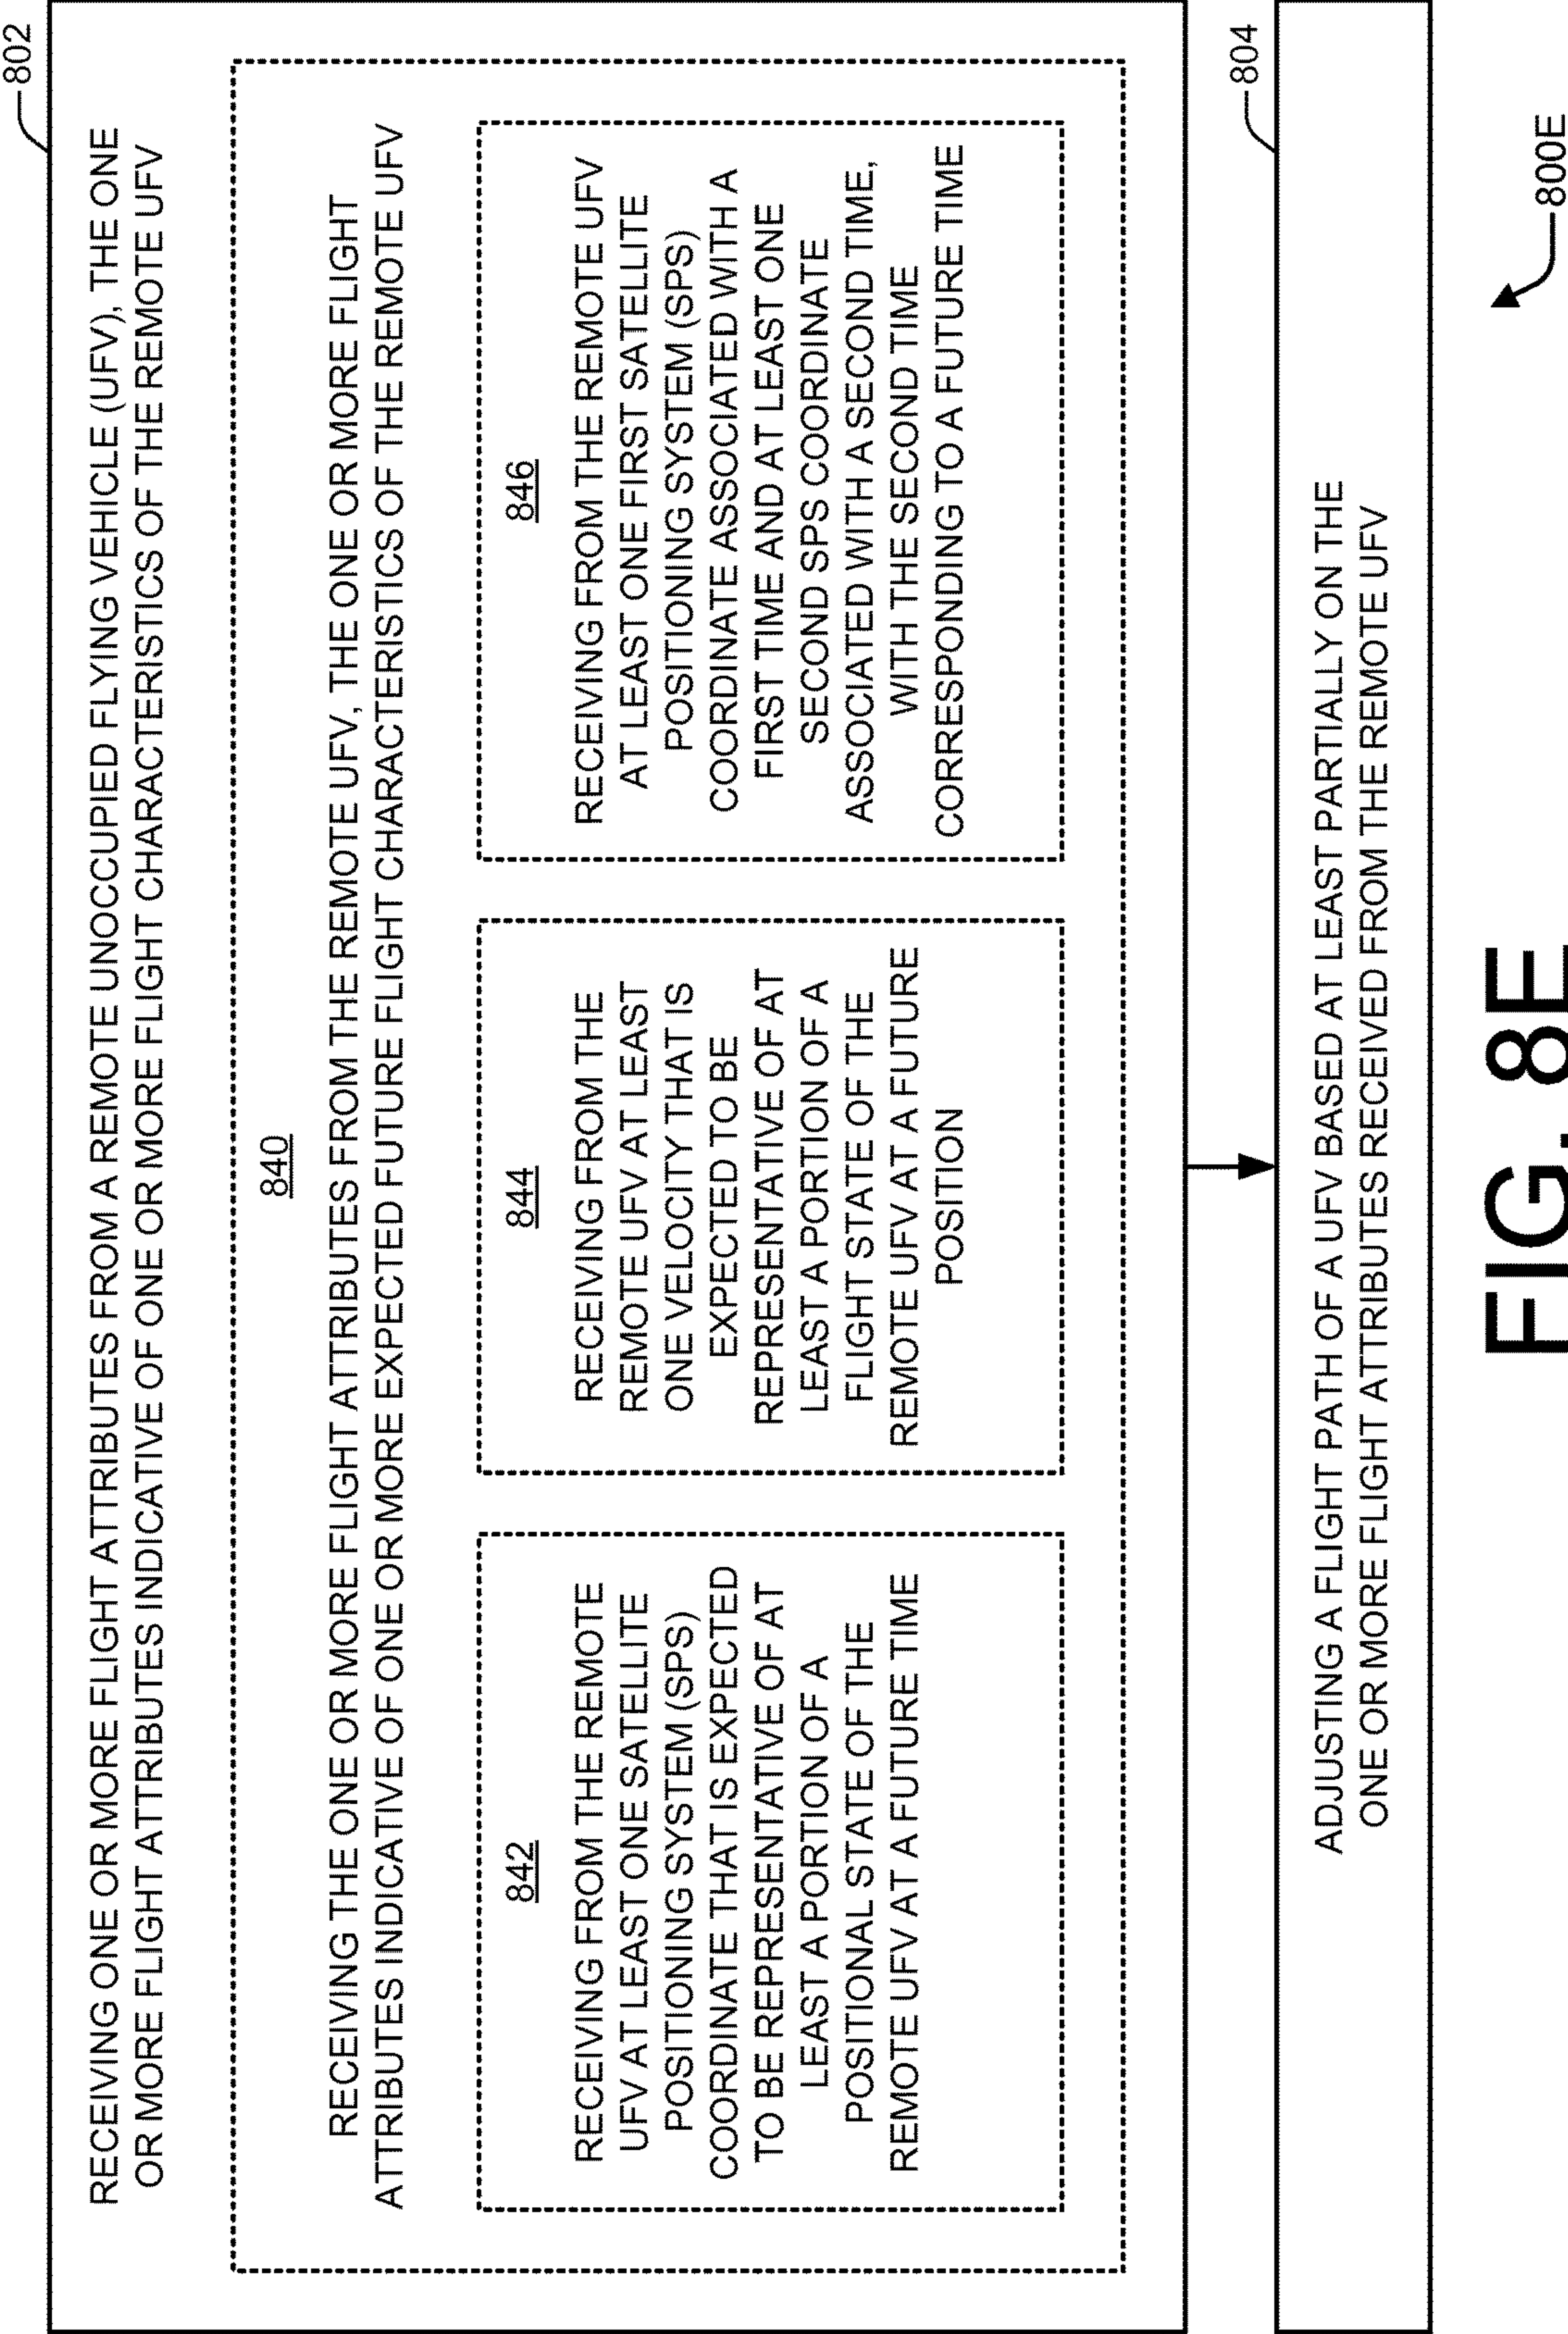 802
RECEIVING ONE OR MORE FLIGHT ATTRIBUTES FROM A REMOTE UNOCCUPIED FLYING VEHICLE (UFV), THE ONE
OR MORE FLIGHT ATTRIBUTES INDICATIVE OF ONE OR MORE FLIGHT CHARACTERISTICS OF THE REMOTE UFV
840
RECEIVING THE ONE OR MORE FLIGHT ATTRIBUTES FROM THE REMOTE UFV, THE ONE OR MORE FLIGHT
ATTRIBUTES INDICATIVE OF ONE OR MORE EXPECTED FUTURE FLIGHT CHARACTERISTICS OF THE REMOTE UFV
842
RECEIVING FROM THE REMOTE
UFV AT LEAST ONE SATELLITE
POSITIONING SYSTEM (SPS)
COORDINATE THAT IS EXPECTED
TO BE REPRESENTATIVE OF AT
LEAST A PORTION OF A
POSITIONAL STATE OF THE
REMOTE UFV AT A FUTURE TIME
844
RECEIVING FROM THE
REMOTE UFV AT LEAST
ONE VELOCITY THAT IS
EXPECTED TO BE
REPRESENTATIVE OF AT
LEAST A PORTION OF A
FLIGHT STATE OF THE
REMOTE UFV AT A FUTURE
POSITION
846
RECEIVING FROM THE REMOTE UFV
AT LEAST ONE FIRST SATELLITE
POSITIONING SYSTEM (SPS)
COORDINATE ASSOCIATED WITH A
FIRST TIME AND AT LEAST ONE
SECOND SPS COORDINATE
ASSOCIATED WITH A SECOND TIME,
WITH THE SECOND TIME
CORRESPONDING TO A FUTURE TIME
804
ADJUSTING A FLIGHT PATH OF A UFV BASED AT LEAST PARTIALLY ON THE
ONE OR MORE FLIGHT ATTRIBUTES RECEIVED FROM THE REMOTE UFV
800E
FIG. 8E